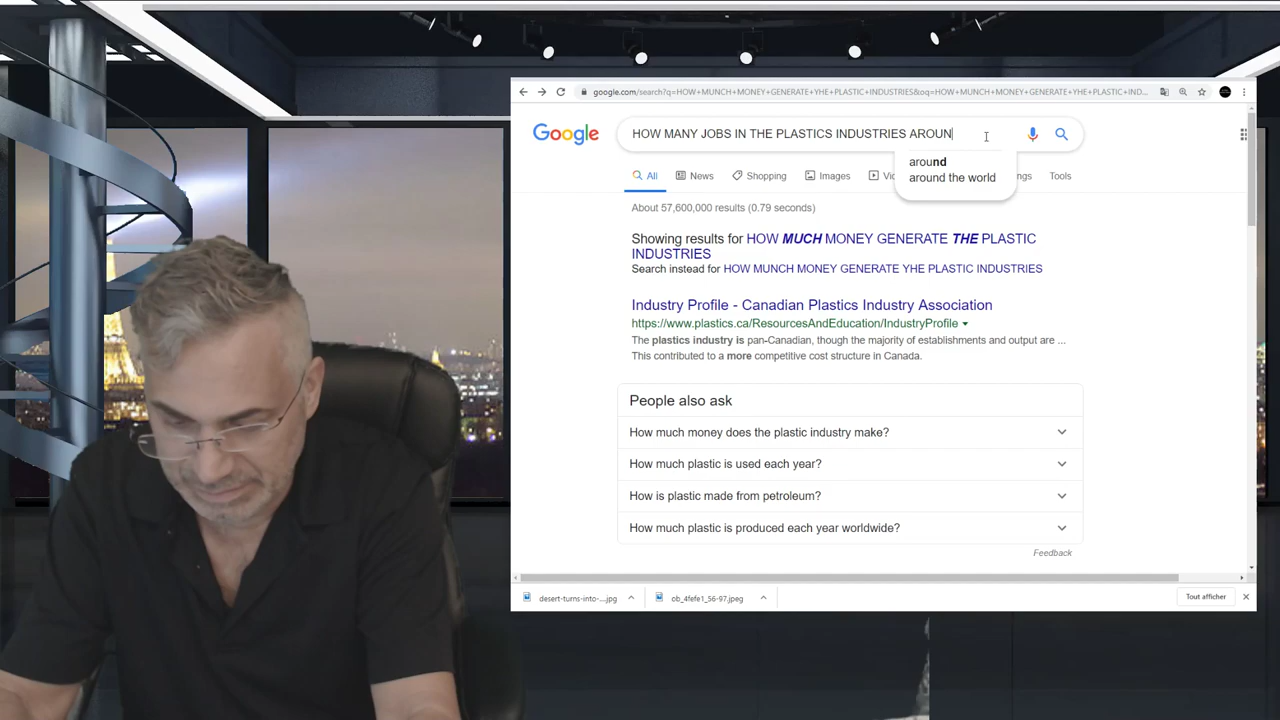 google.com/search?q=HOW+MUNCH+MONEY+GENERATE+YHE+PLASTIC+INDUSTRIES&oq=HOW+MUNCH+MONEY+GENERATE+YHE+PLASTIC+IND...
Google
HOW MANY JOBS IN THE PLASTICS INDUSTRIES AROUN
around
around the world
All
News
Shopping
Images
Tools
About 57,600,000 results (0.79 seconds)
Showing results for HOW MUCH MONEY GENERATE THE PLASTIC
INDUSTRIES
Search instead for HOW MUNCH MONEY GENERATE YHE PLASTIC INDUSTRIES
Industry Profile - Canadian Plastics Industry Association
https://www.plastics.ca/ResourcesAndEducation/IndustryProfile
The plastics industry is pan-Canadian, though the majority of establishments and output are ...
This contributed to a more competitive cost structure in Canada.
People also ask
How much money does the plastic industry make?
How much plastic is used each year?
How is plastic made from petroleum?
How much plastic is produced each year worldwide?
Feedback
desert-turns-into-....jpg
ob_4fefe1_56-97.jpeg
Tout afficher